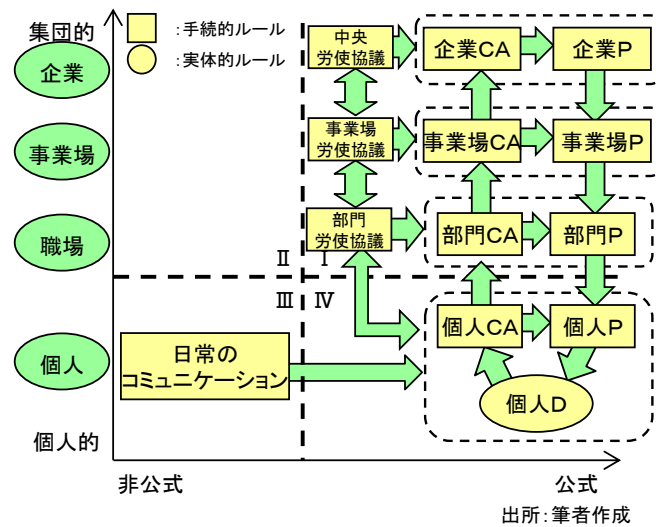 集団的
：手続的ルール
：実体的ルール
企業
事業場
職場
個人
個人的
中央
労使協議
企業CA
企業P
事業場
労使協議
事業場CA
事業場P
部門
労使協議
部門CA
部門P
Ⅱ Ⅰ
Ⅲ Ⅳ
日常の
コミュニケーション
個人CA
個人P
個人D
非公式
公式
出所：筆者作成